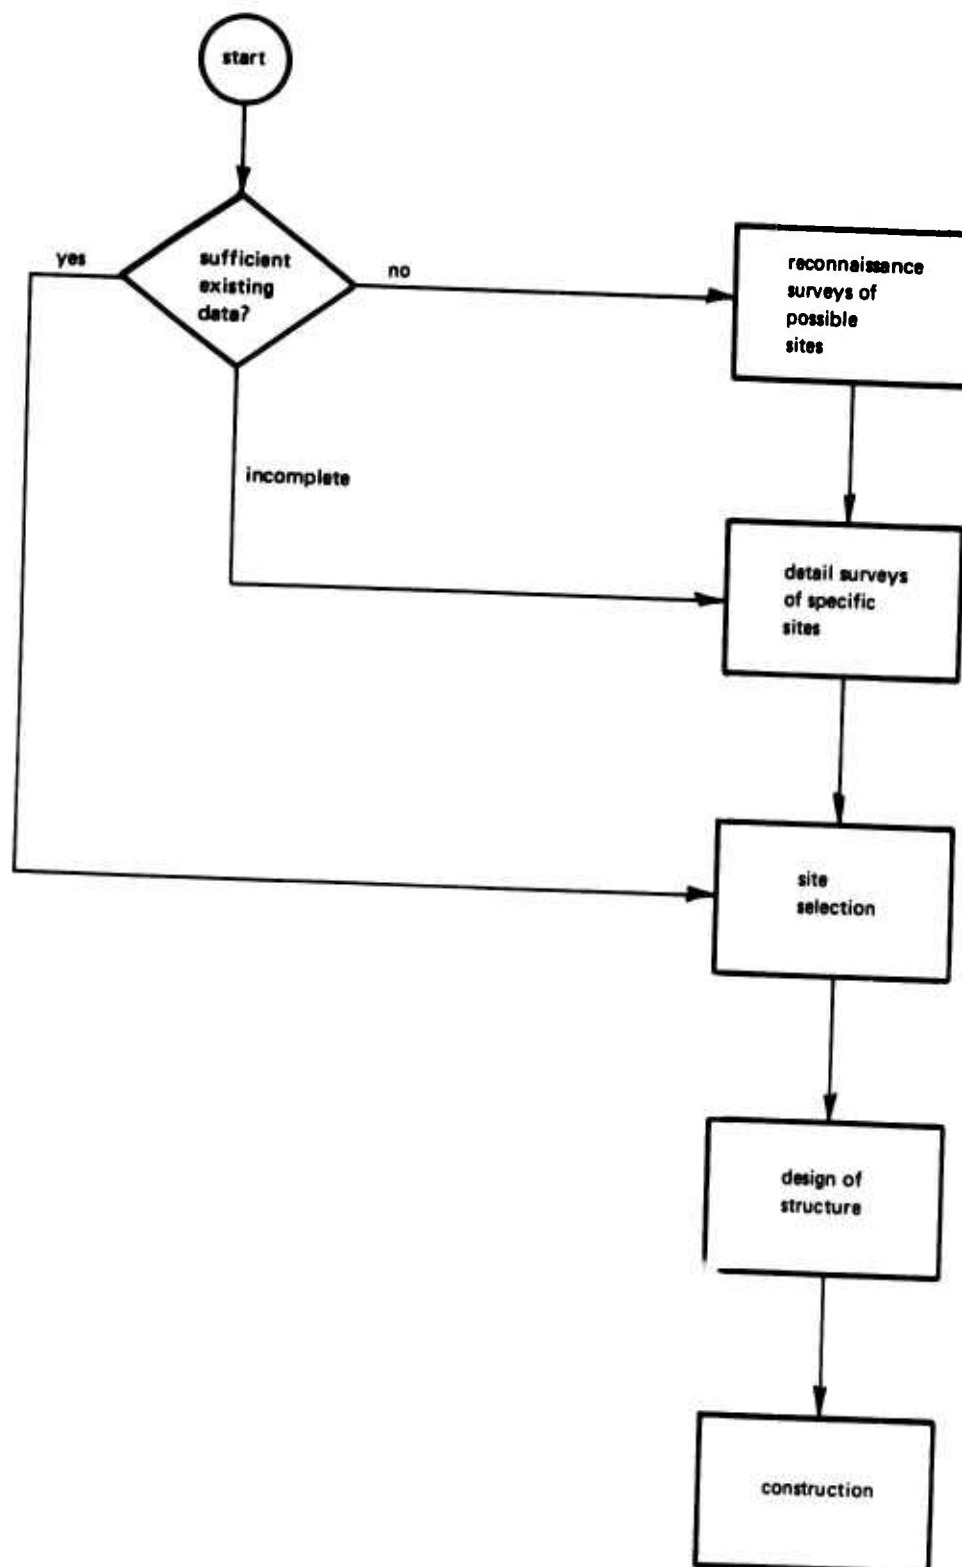 start
yes
sufficient
existing
data?
no
reconnaissance
surveys of
possible
sites
incomplete
detail surveys
of specific
sites
site
selection
design of
structure
construction